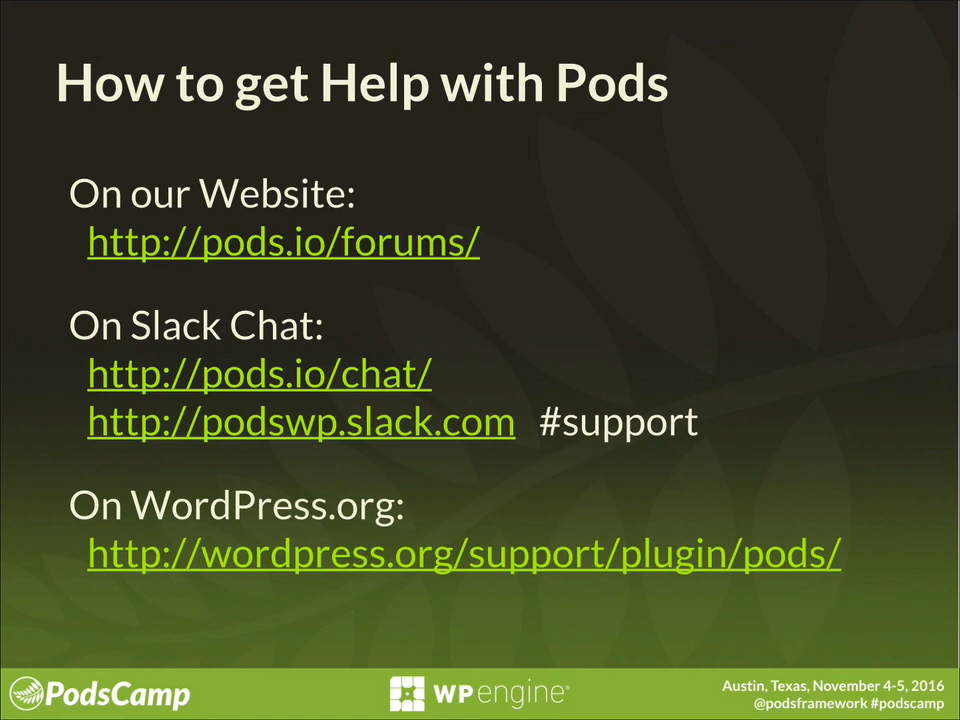 How to get Help with Pods
On our Website:
http://pods.io/forums/
On Slack Chat:
http://pods.io/chat/
http://podswp.slack.com #support
On WordPress.org:
http://wordpress.org/support/plugin/pods/
PodsCamp
WP engine®
Austin, Texas, November 4-5, 2016
@podsframework #podscamp